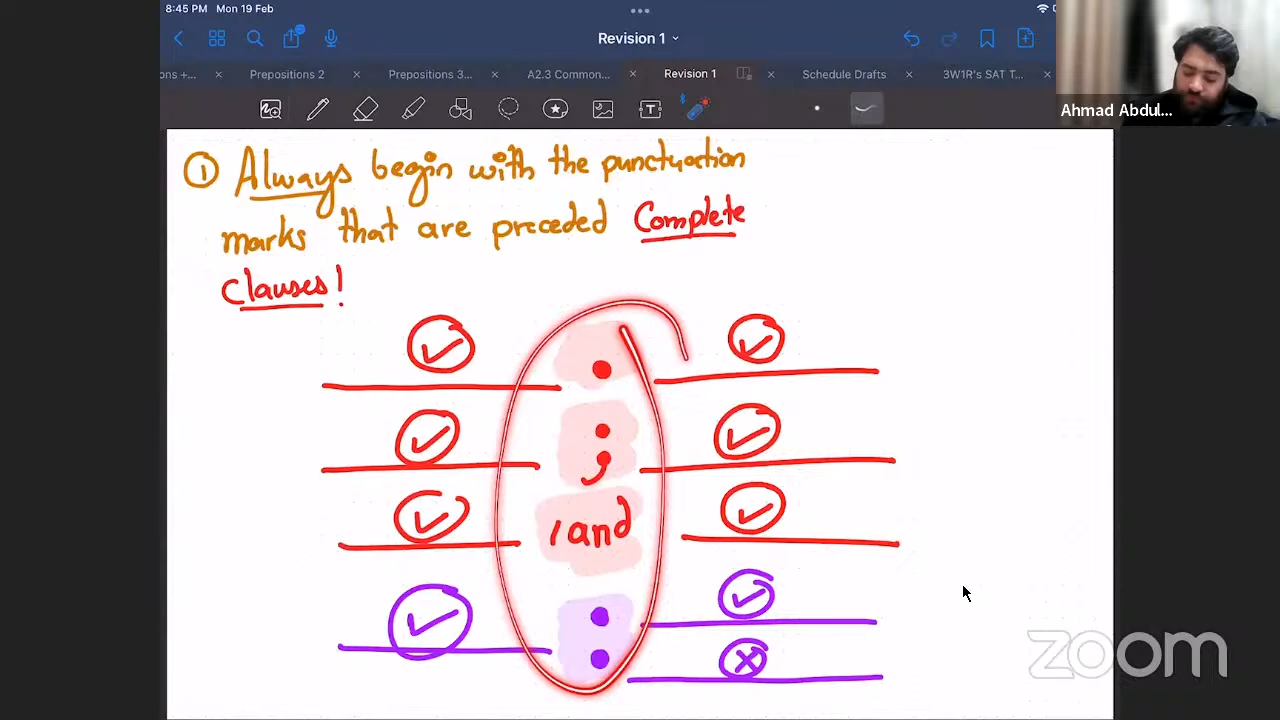 8:45 PM Mon 19 Feb
Revision 1
ons +...
Prepositions 2
Prepositions 3...
A2.3 Common...
Revision 1
Schedule Drafts
3W1R's SAT T...
Ahmad Abdul...
① Always begin with the punctuation
marks that are preceded Complete
Clauses!
.
;
, and
:
zoom